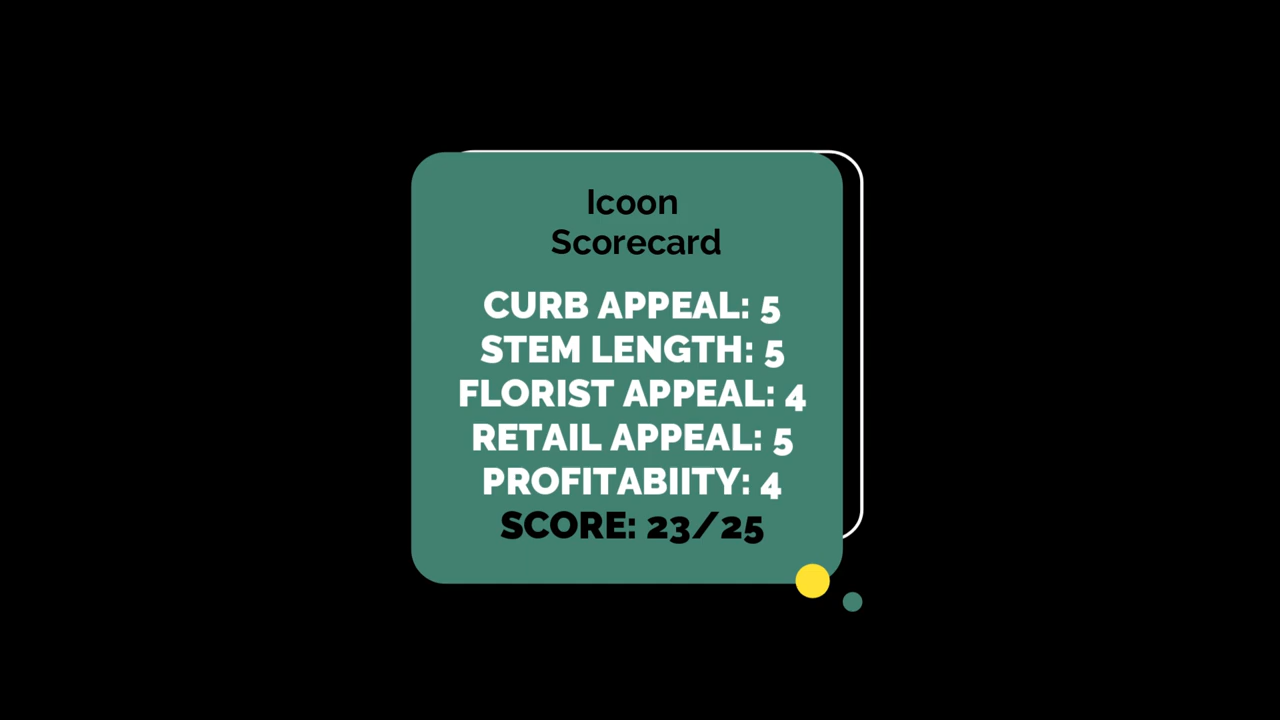 Icoon
Scorecard
CURB APPEAL: 5
STEM LENGTH: 5
FLORIST APPEAL: 4
RETAIL APPEAL: 5
PROFITABIITY: 4
SCORE: 23/25